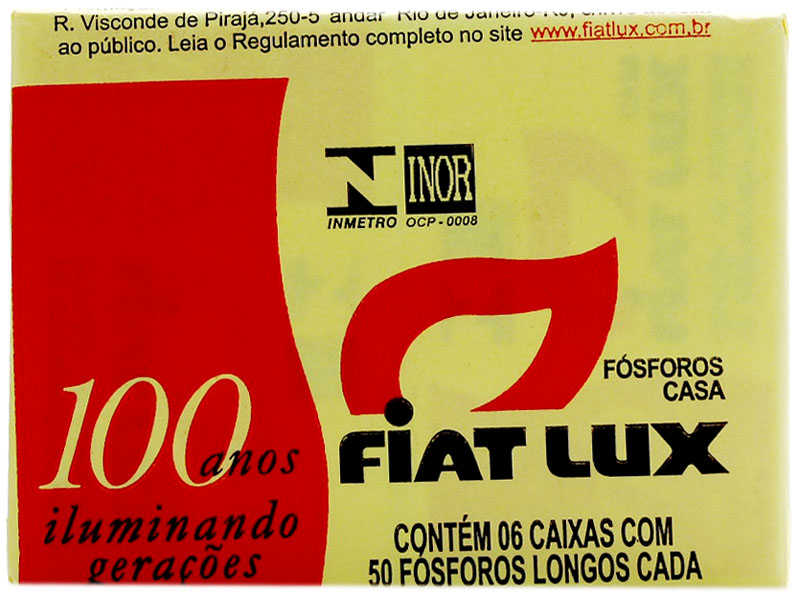 R. Visconde de Pirajá,250-5 andar Rio de Janeiro-RJ,
ao público. Leia o Regulamento completo no site www.fiatlux.com.br
INOR
INMETRO OCP-0008
FÓSFOROS
CASA
FiAT LUX
100
anos
iluminando
gerações
CONTÉM 06 CAIXAS COM
50 FÓSFOROS LONGOS CADA